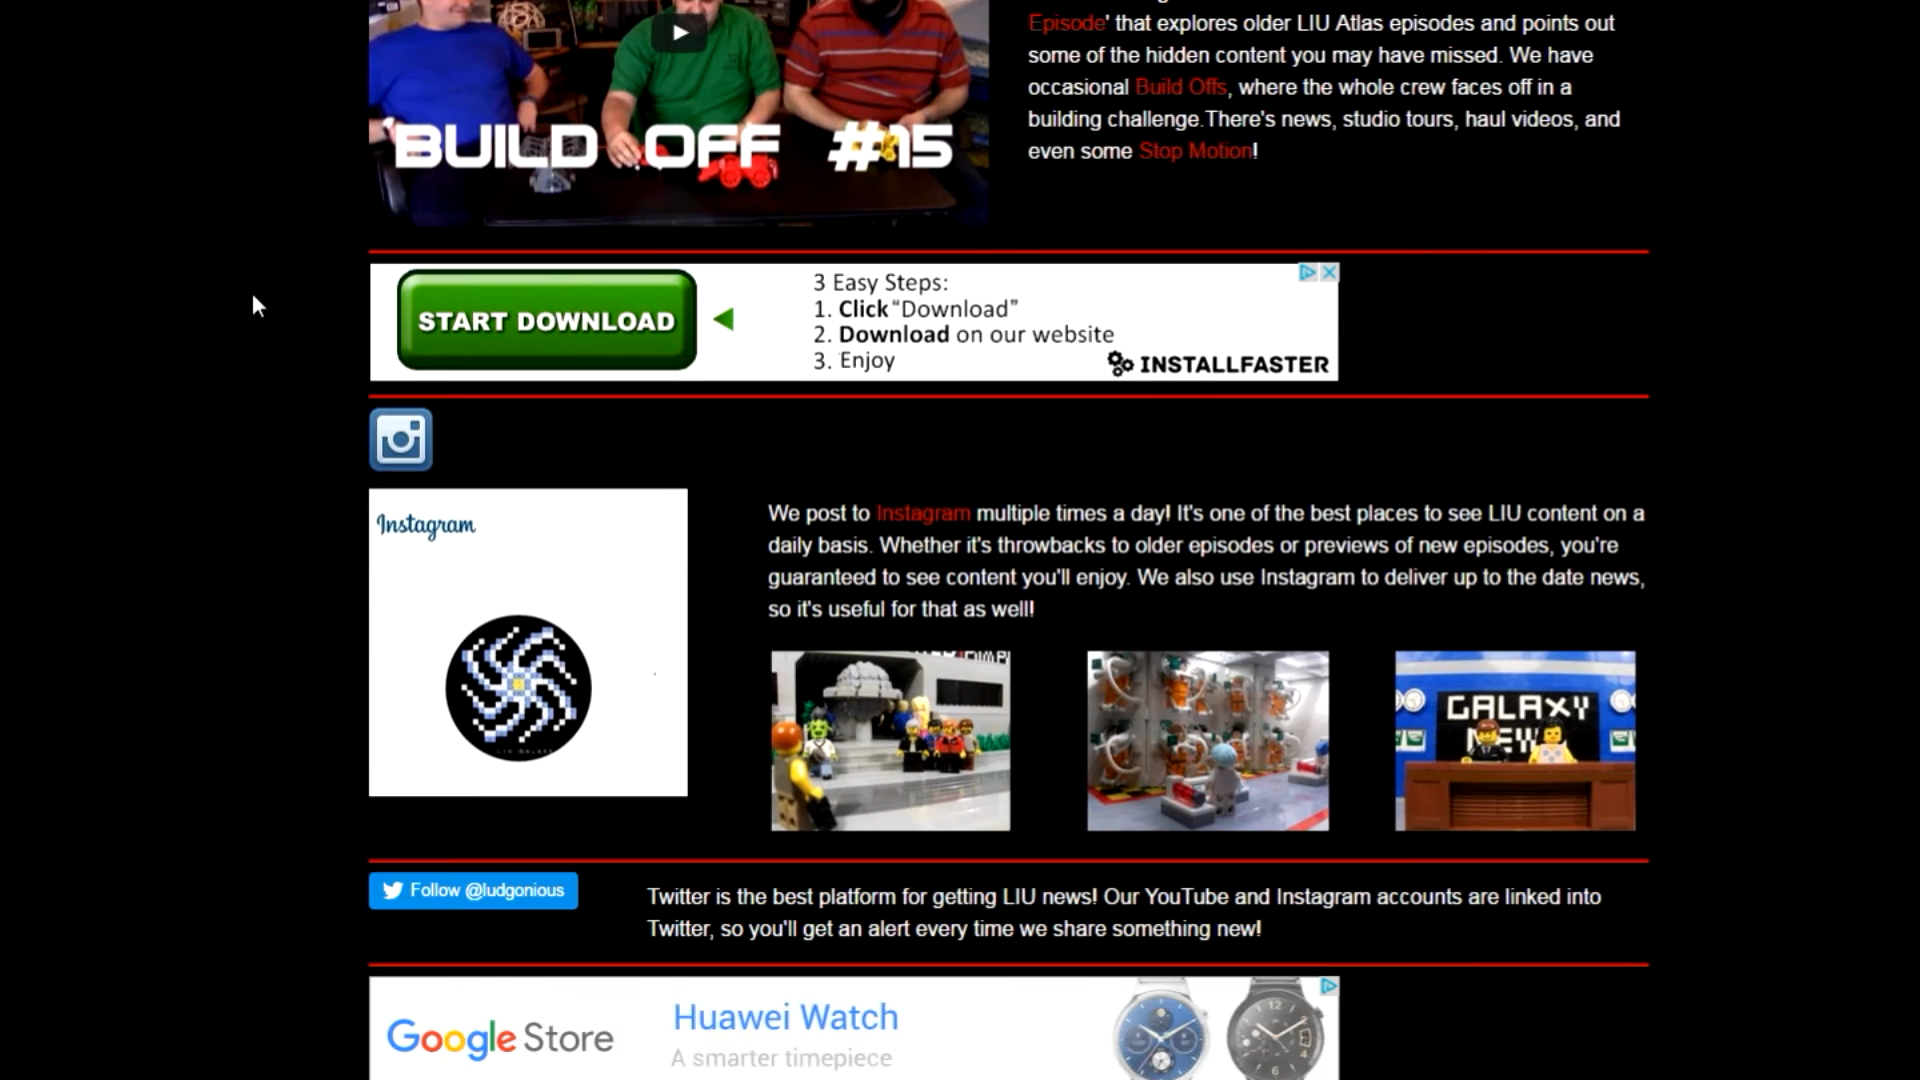 Episode' that explores older LIU Atlas episodes and points out
some of the hidden content you may have missed. We have
occasional Build Offs, where the whole crew faces off in a
building challenge.There's news, studio tours, haul videos, and
even some Stop Motion!
BUILD OFF #15
START DOWNLOAD
3 Easy Steps:
1. Click "Download"
2. Download on our website
3. Enjoy
INSTALLFASTER
Instagram
We post to Instagram multiple times a day! It's one of the best places to see LIU content on a
daily basis. Whether it's throwbacks to older episodes or previews of new episodes, you're
guaranteed to see content you'll enjoy. We also use Instagram to deliver up to the date news,
so it's useful for that as well!
LIU GALAXY
GALAXY
NEWS
Follow @ludgonious
Twitter is the best platform for getting LIU news! Our YouTube and Instagram accounts are linked into
Twitter, so you'll get an alert every time we share something new!
Google Store
Huawei Watch
A smarter timepiece